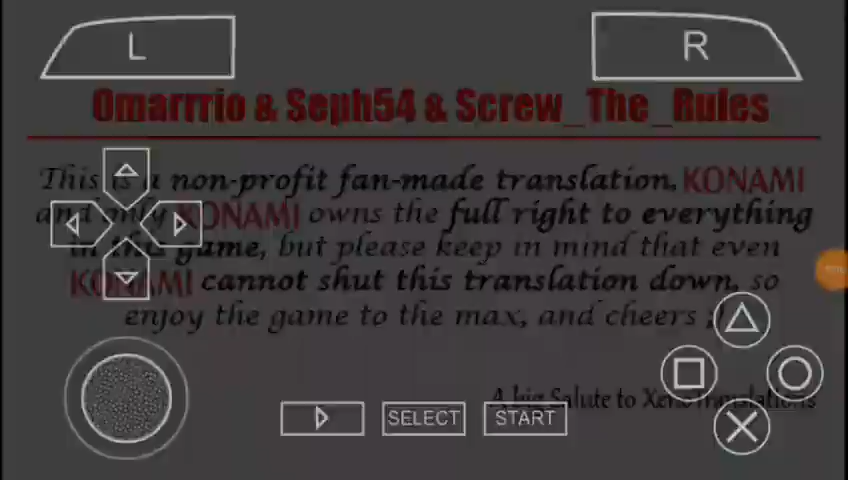 L
R
Omarrrio & Seph54 & Screw_The_Rules
This is a non-profit fan-made translation, KONAMI
and only KONAMI owns the full right to everything
in this game, but please keep in mind that even
KONAMI cannot shut this translation down, so
enjoy the game to the max, and cheers ;)
A big Salute to XenoTranslations
SELECT
START